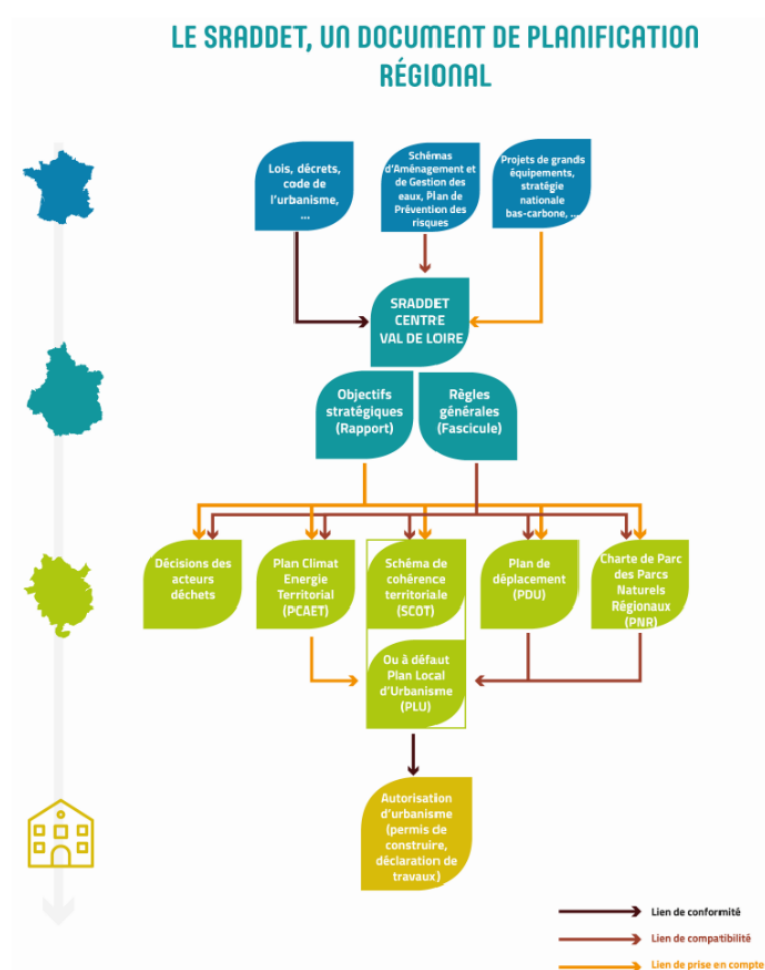 LE SRADDET, UN DOCUMENT DE PLANIFICATION
RÉGIONAL
Lois, décrets,
code de
l'urbanisme,
...
Schémas
d'Aménagement et
de Gestion des
eaux, Plan de
Prévention des
risques
Projets de grands
équipements,
stratégie
nationale
bas-carbone, ...
SRADDET
CENTRE
VAL DE LOIRE
Objectifs
stratégiques
(Rapport)
Règles
générales
(Fascicule)
Décisions des
acteurs
déchets
Plan Climat
Energie
Territorial
(PCAET)
Schéma de
cohérence
territoriale
(SCOT)
Plan de
déplacement
(PDU)
Charte de Parc
des Parcs
Naturels
Régionaux
(PNR)
Ou à défaut
Plan Local
d'Urbanisme
(PLU)
Autorisation
d'urbanisme
(permis de
construire,
déclaration de
travaux)
Lien de conformité
Lien de compatibilité
Lien de prise en compte